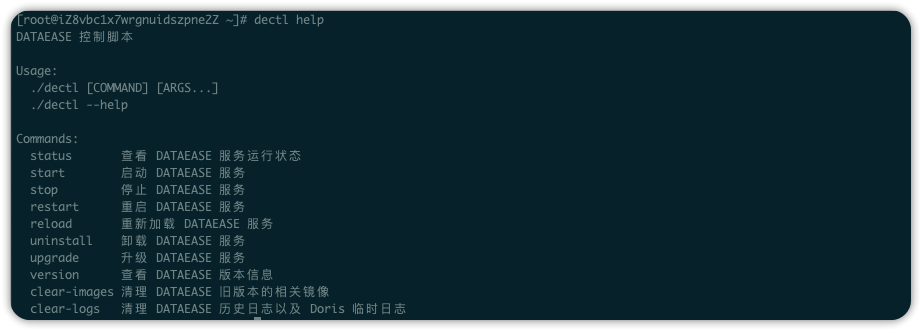 [root@iZ8vbc1x7wrgnuidszpne2Z ~]# dectl help
DATAEASE 控制脚本
Usage:
./dectl [COMMAND] [ARGS...]
./dectl --help
Commands:
status 查看 DATAEASE 服务运行状态
start 启动 DATAEASE 服务
stop 停止 DATAEASE 服务
restart 重启 DATAEASE 服务
reload 重新加载 DATAEASE 服务
uninstall 卸载 DATAEASE 服务
upgrade 升级 DATAEASE 服务
version 查看 DATAEASE 版本信息
clear-images 清理 DATAEASE 旧版本的相关镜像
clear-logs 清理 DATAEASE 历史日志以及 Doris 临时日志